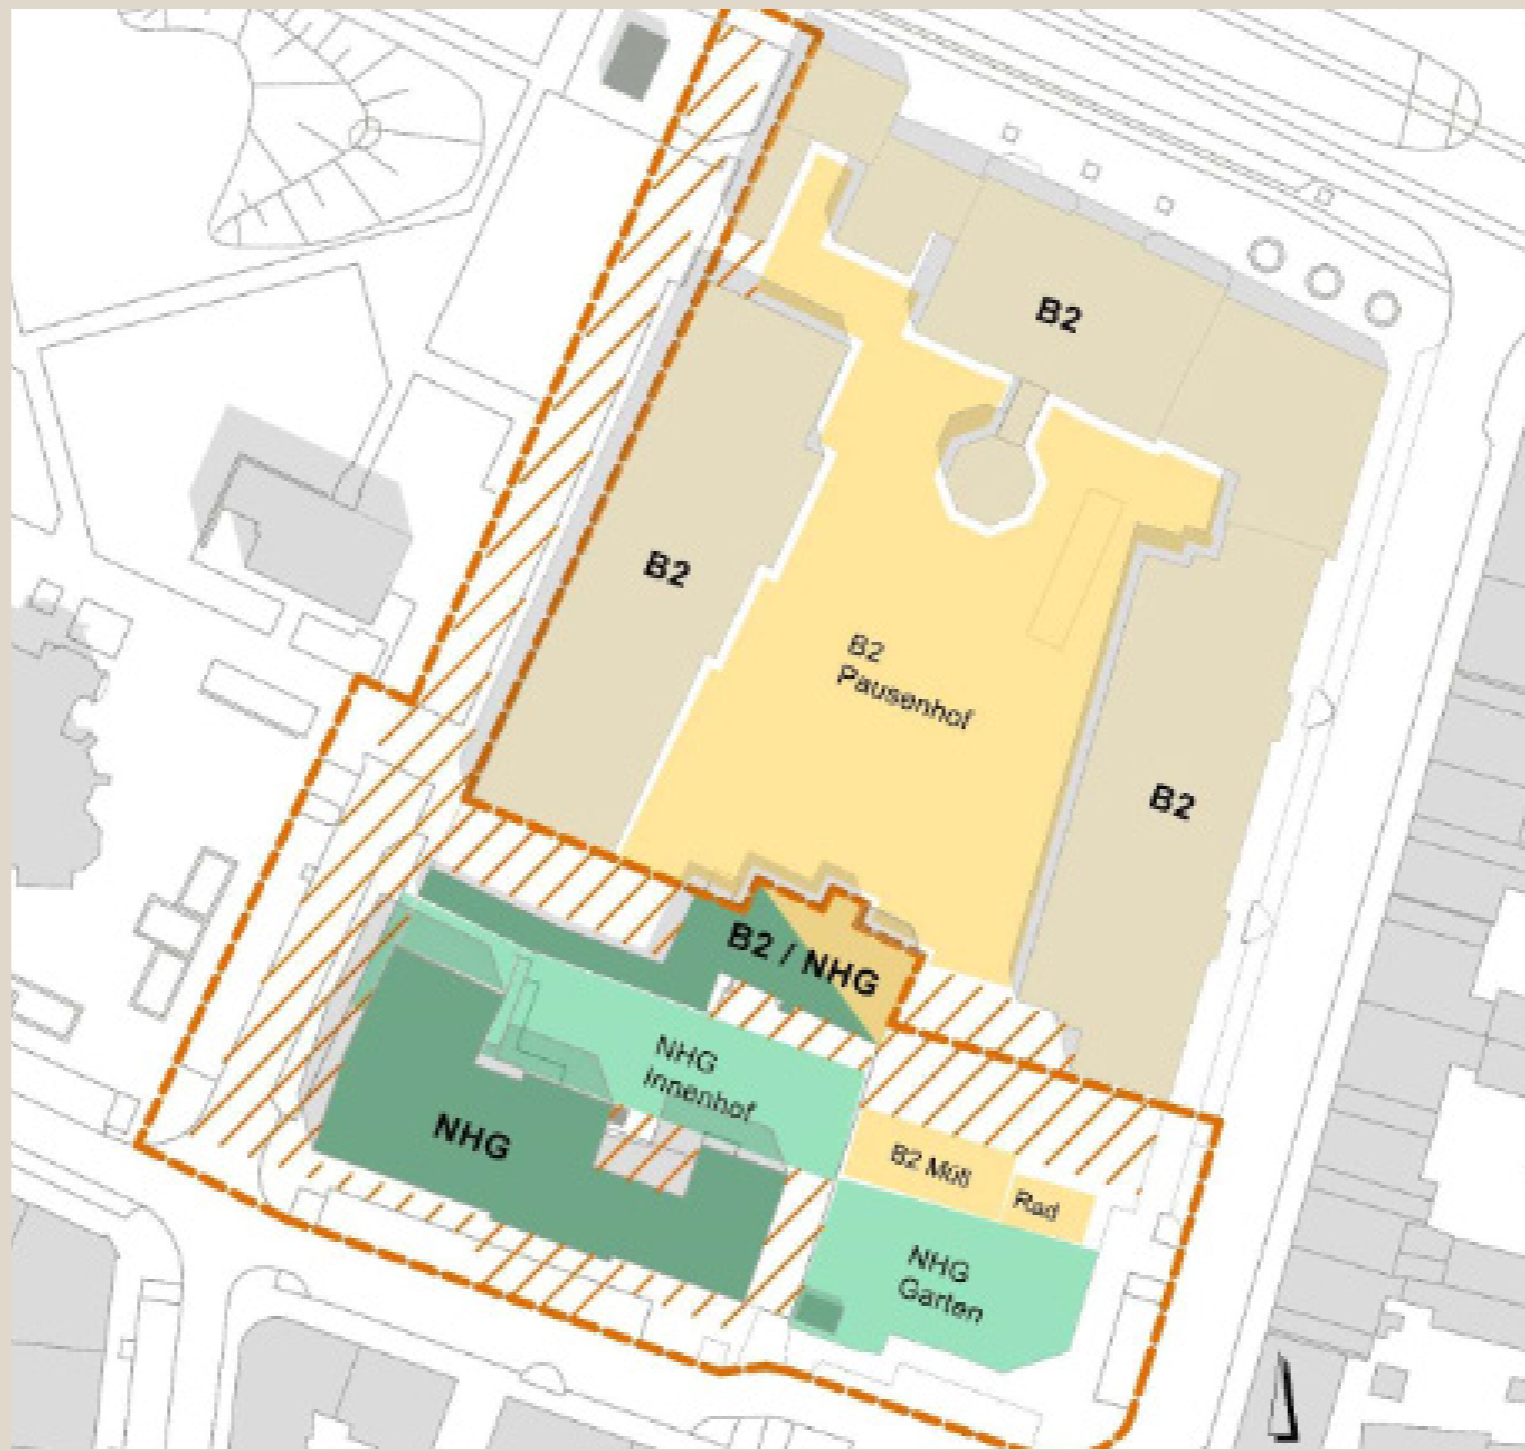 B2
B2
B2
Pausenhof
B2
B2 / NHG
NHG
Innenhof
NHG
B2 Müll
Rad
NHG
Garten